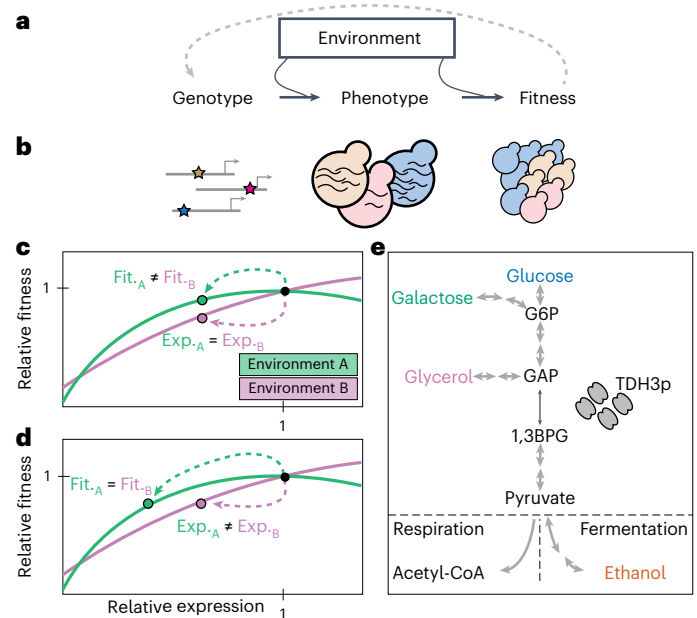 a
Environment
Genotype
Phenotype
Fitness
b
c
Relative fitness
1
Fit.A ≠ Fit.B
Exp.A = Exp.B
Environment A
Environment B
1
d
Relative fitness
1
Fit.A = Fit.B
Exp.A ≠ Exp.B
Relative expression
1
e
Glucose
Galactose
G6P
Glycerol
GAP
TDH3p
1,3BPG
Pyruvate
Respiration
Fermentation
Acetyl-CoA
Ethanol